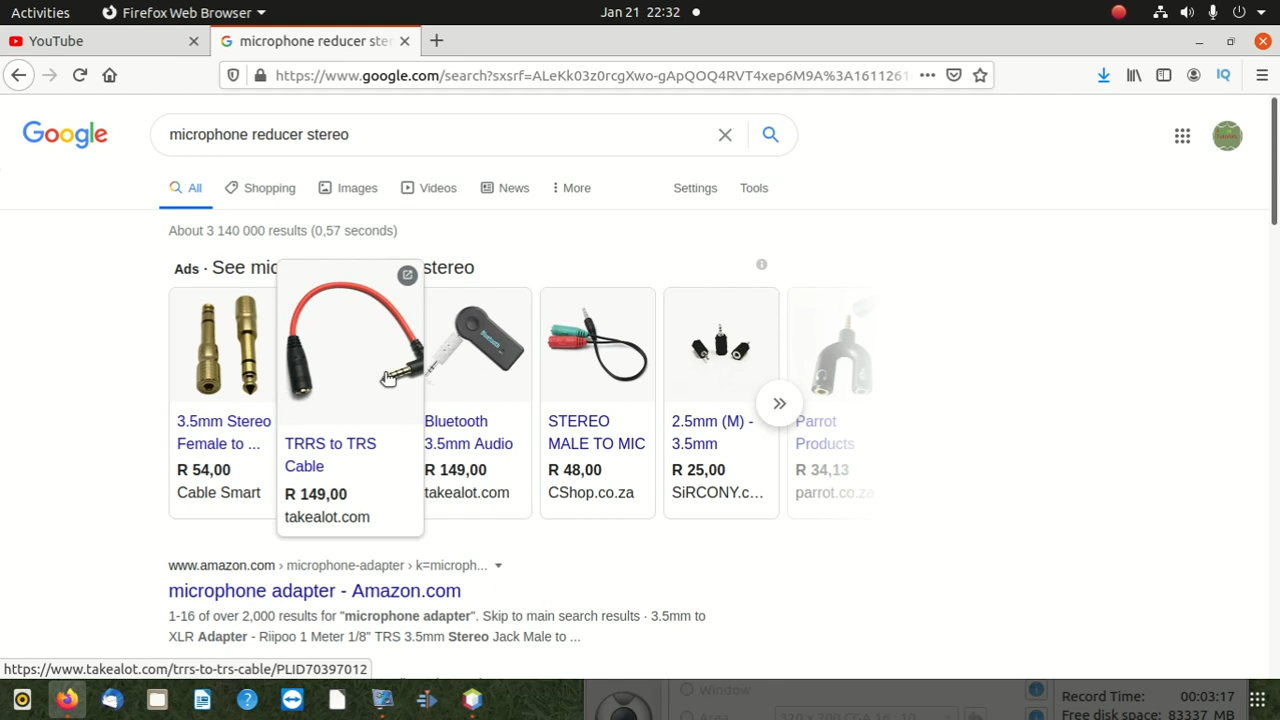 Activities
Firefox Web Browser
Jan 21 22:32
YouTube
microphone reducer ste
https://www.google.com/search?sxsrf=ALeKk03z0rcgXwo-gApQOQ4RVT4xep6M9A%3A161126
IQ
Google
microphone reducer stereo
All
Shopping
Images
Videos
News
More
Settings
Tools
About 3 140 000 results (0,57 seconds)
Ads · See mic stereo
3.5mm Stereo
Female to ...
R 54,00
Cable Smart
TRRS to TRS
Cable
R 149,00
takealot.com
Bluetooth
3.5mm Audio
R 149,00
takealot.com
STEREO
MALE TO MIC
R 48,00
CShop.co.za
2.5mm (M) -
3.5mm
R 25,00
SiRCONY.c...
Parrot
Products
R 34,13
parrot.co.za
www.amazon.com › microphone-adapter › k=microph...
microphone adapter - Amazon.com
1-16 of over 2,000 results for "microphone adapter". Skip to main search results · 3.5mm to
XLR Adapter - Riipoo 1 Meter 1/8" TRS 3.5mm Stereo Jack Male to ...
https://www.takealot.com/trrs-to-trs-cable/PLID70397012
Window
Area
320 x 200 CGA 16 : 10
Record Time: 00:03:17
Free disk space: 83337 MB